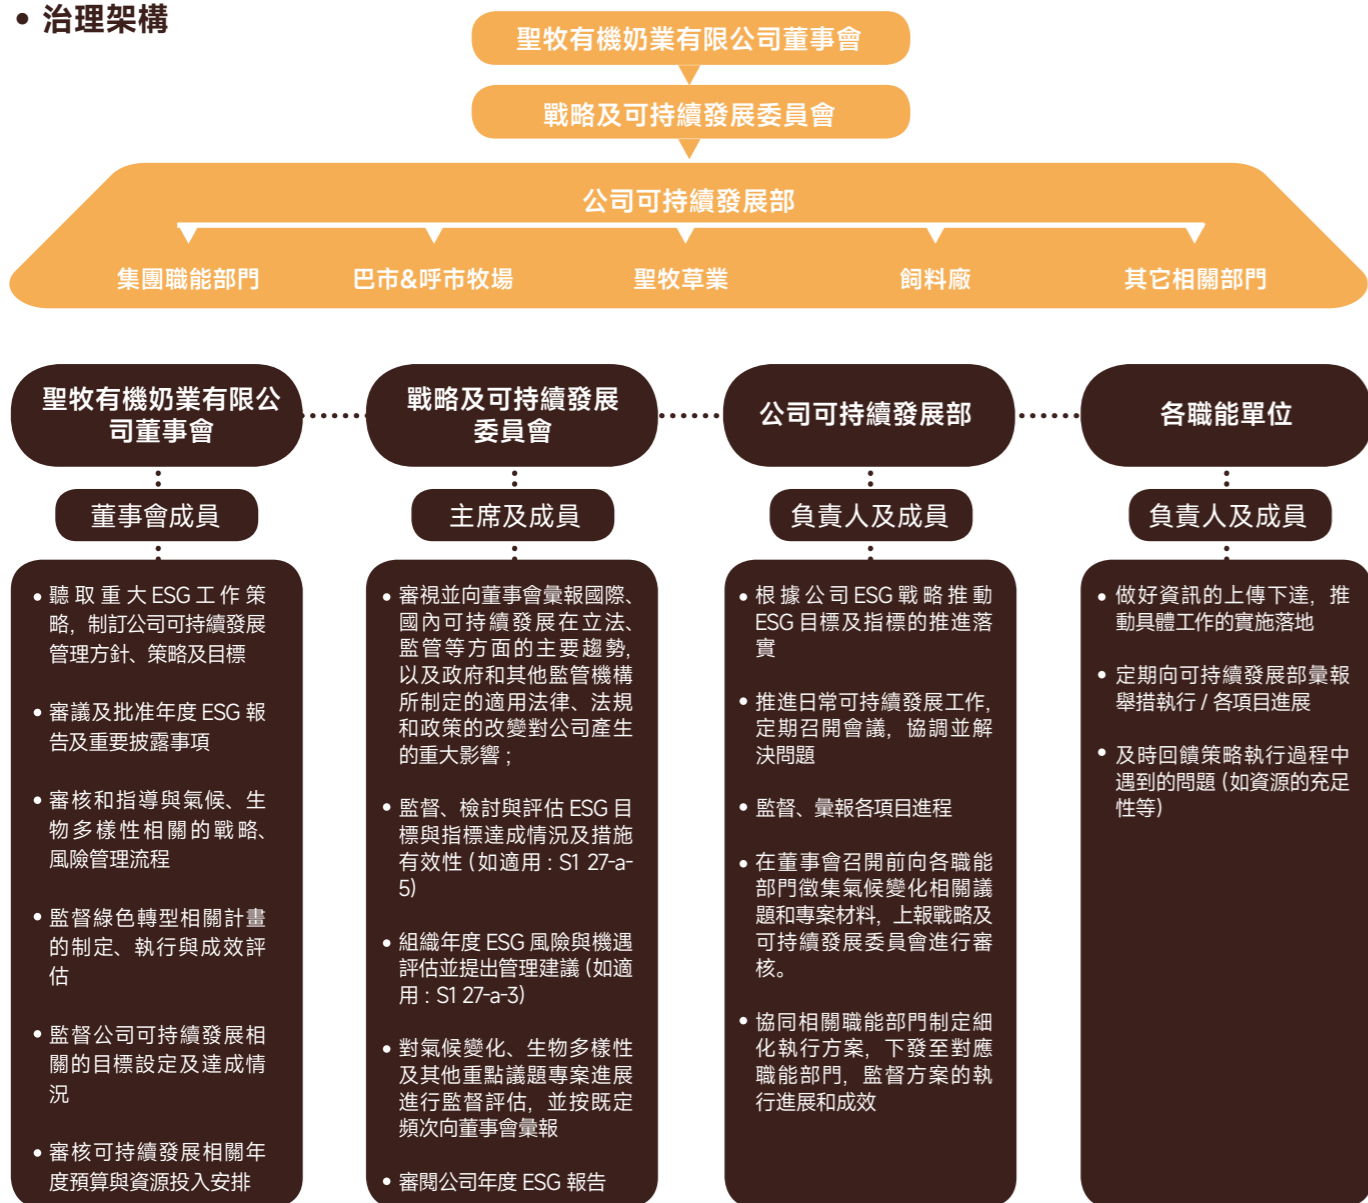 • 治理架構
聖牧有機奶業有限公司董事會
戰略及可持續發展委員會
公司可持續發展部
集團職能部門
巴市&呼市牧場
聖牧草業
飼料廠
其它相關部門
聖牧有機奶業有限公
司董事會
董事會成員
• 聽取重大ESG工作策
略，制訂公司可持續發展
管理方針、策略及目標
• 審議及批准年度 ESG 報
告及重要披露事項
• 審核和指導與氣候、生
物多樣性相關的戰略、
風險管理流程
• 監督綠色轉型相關計畫
的制定、執行與成效評
估
• 監督公司可持續發展相
關的目標設定及達成情
況
• 審核可持續發展相關年
度預算與資源投入安排
戰略及可持續發展
委員會
主席及成員
• 審視並向董事會彙報國際、
國內可持續發展在立法、
監管等方面的主要趨勢，
以及政府和其他監管機構
所制定的適用法律、法規
和政策的改變對公司產生
的重大影響；
• 監督、檢討與評估 ESG 目
標與指標達成情況及措施
有效性（如適用：S1 27-a-
5)
• 組織年度 ESG 風險與機遇
評估並提出管理建議（如適
用：S1 27-a-3)
• 對氣候變化、生物多樣性
及其他重點議題專案進展
進行監督評估，並按既定
頻次向董事會彙報
• 審閱公司年度 ESG 報告
公司可持續發展部
負責人及成員
• 根據公司 ESG 戰略推動
ESG 目標及指標的推進落
實
• 推進日常可持續發展工作，
定期召開會議，協調並解
決問題
• 監督、彙報各項目進程
• 在董事會召開前向各職能
部門徵集氣候變化相關議
題和專案材料，上報戰略及
可持續發展委員會進行審
核。
• 協同相關職能部門制定細
化執行方案，下發至對應
職能部門，監督方案的執
行進展和成效
各職能單位
負責人及成員
• 做好資訊的上傳下達，推
動具體工作的實施落地
• 定期向可持續發展部彙報
舉措執行 / 各項目進展
• 及時回饋策略執行過程中
遇到的問題（如資源的充足
性等）